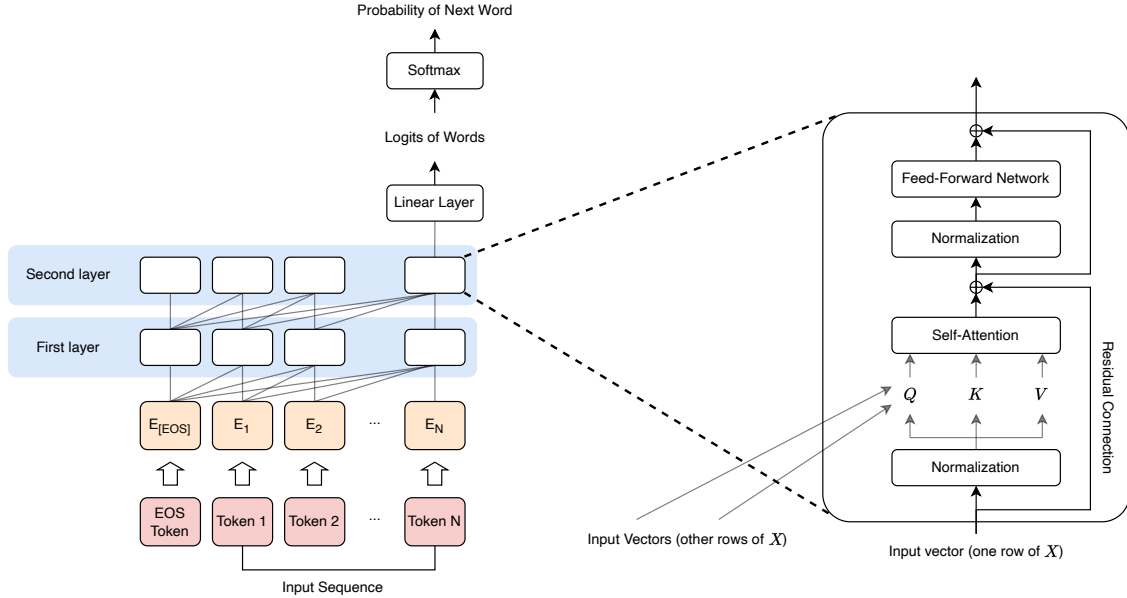 Probability of Next Word
Softmax
Logits of Words
Linear Layer
Second layer
First layer
E[EOS]
E1
E2
...
EN
EOS
Token
Token 1
Token 2
...
Token N
Input Sequence
Feed-Forward Network
Normalization
Self-Attention
Q
K
V
Normalization
Residual Connection
Input Vectors (other rows of X)
Input vector (one row of X)